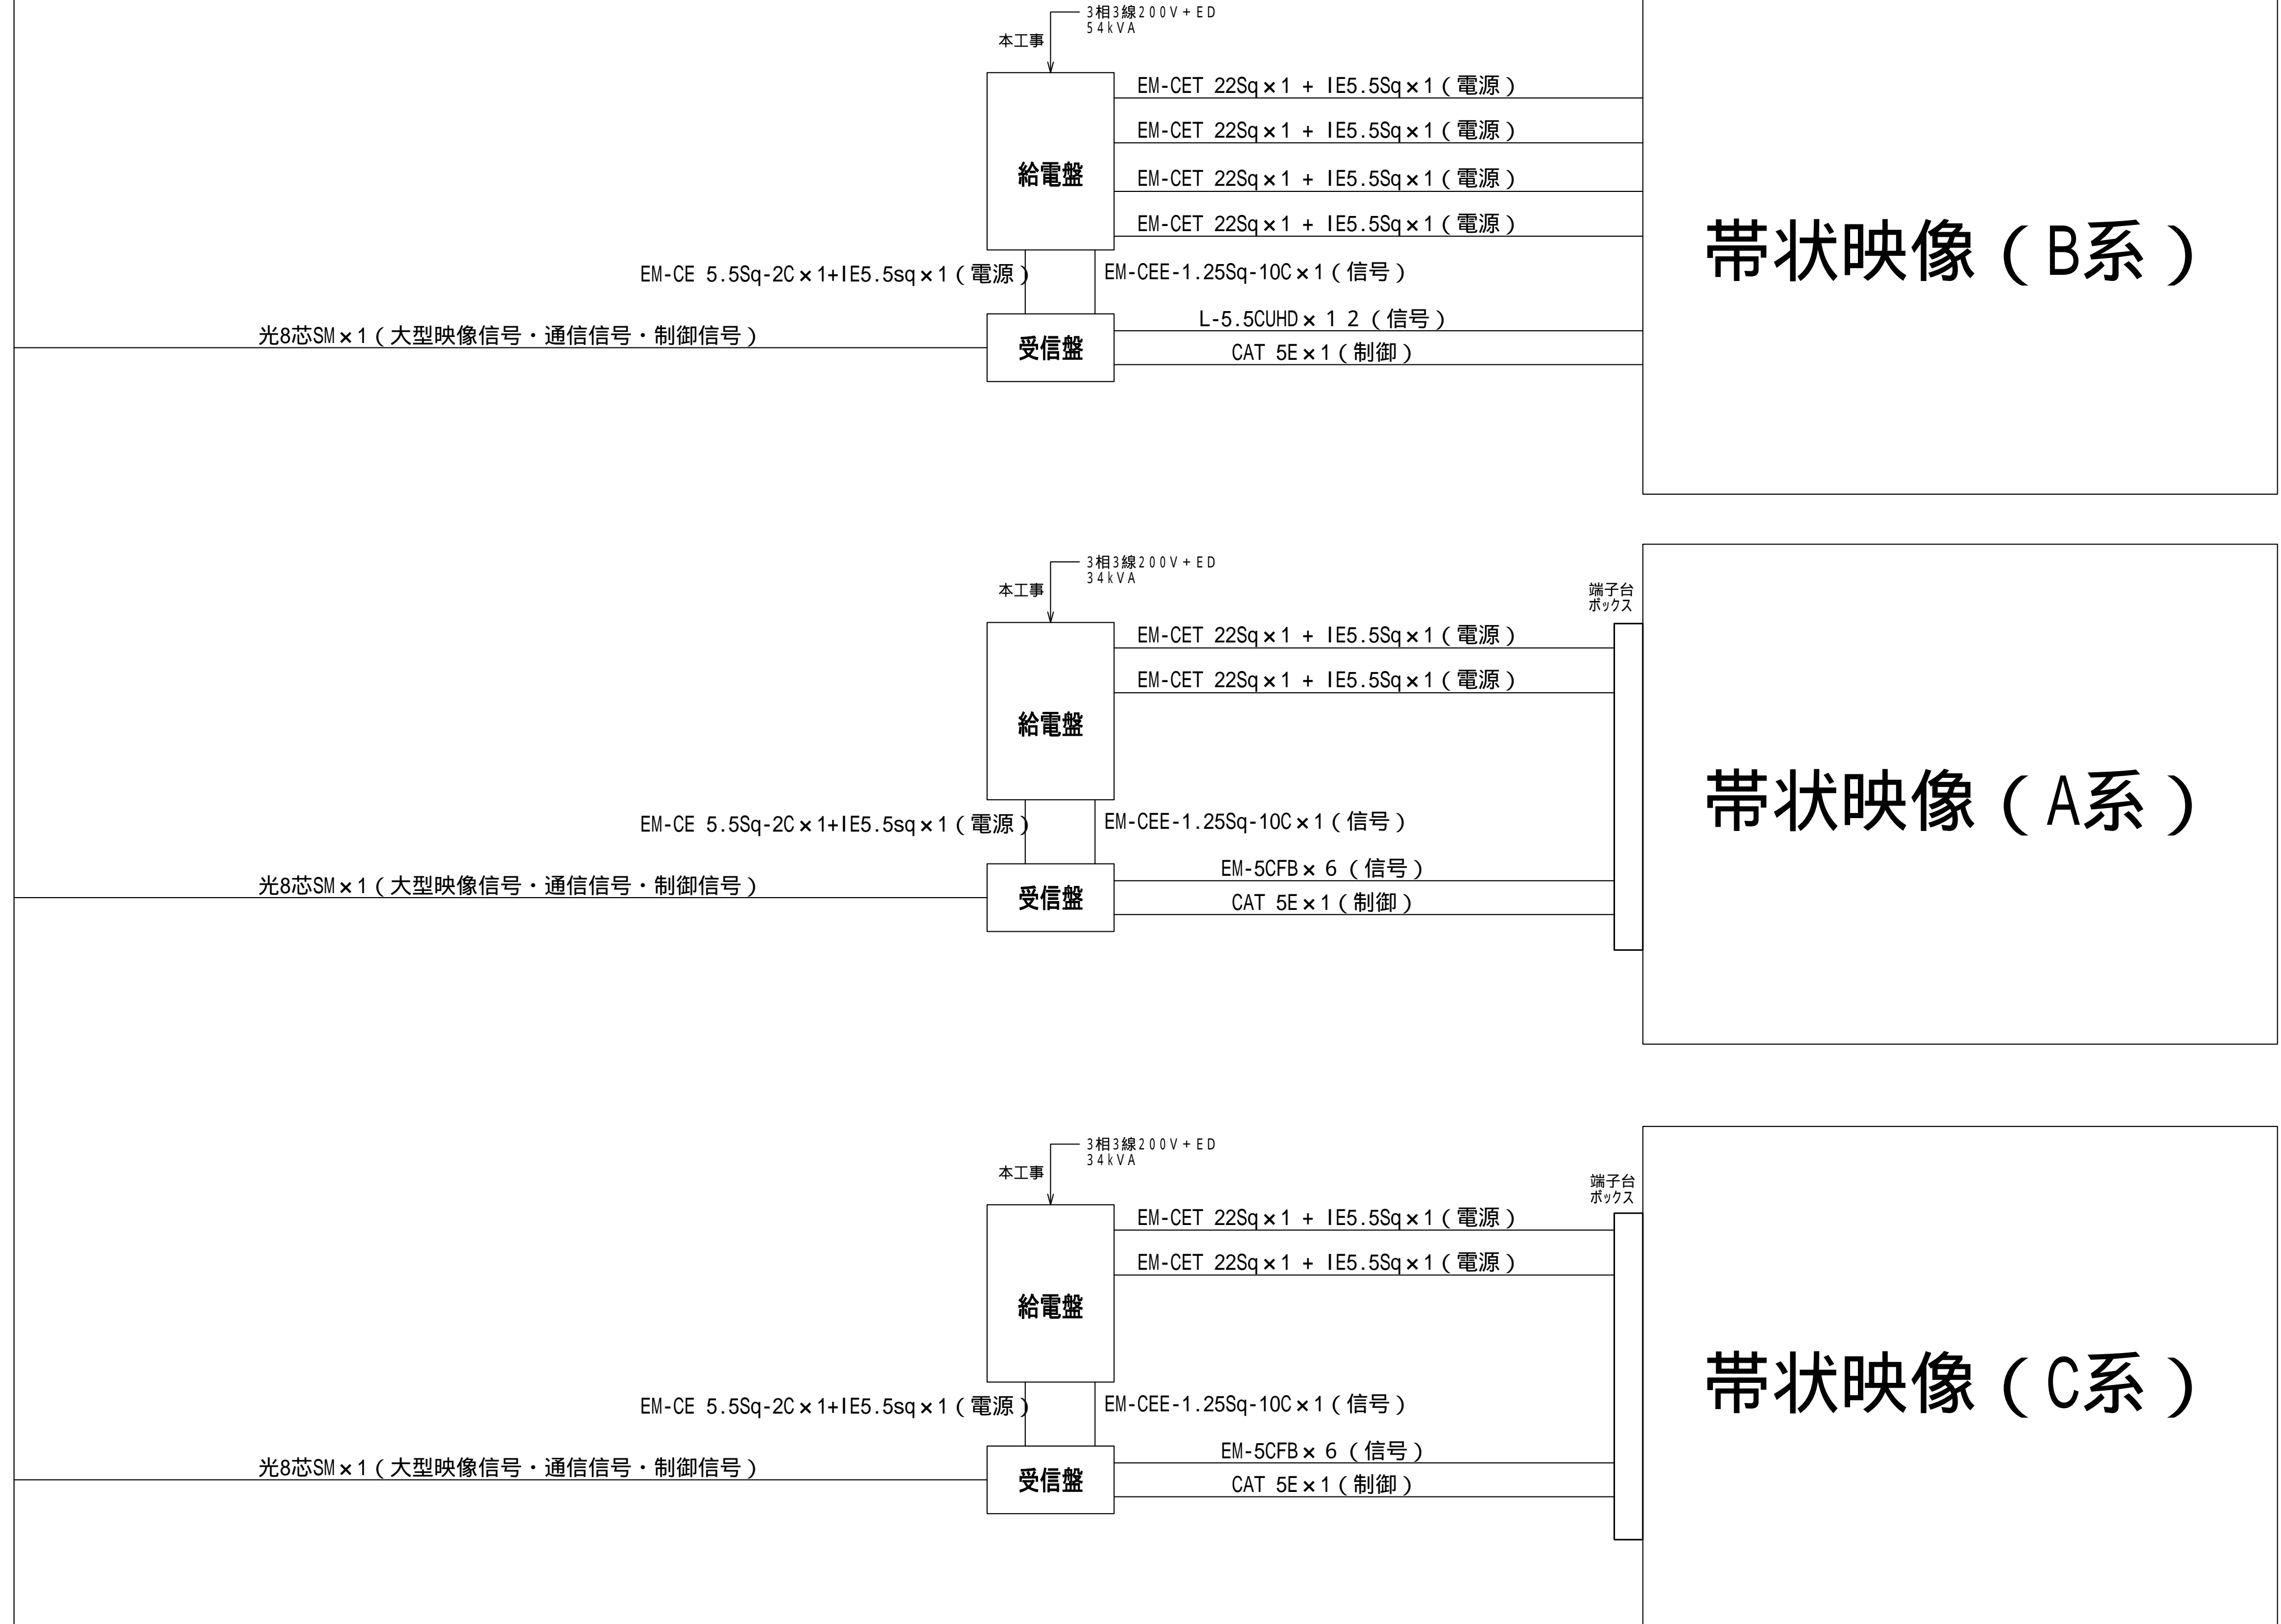 3相3線200V+ED
54kVA
本工事
EM-CET 22Sq×1 + IE5.5Sq×1(電源)
EM-CET 22Sq×1 + IE5.5Sq×1(電源)
EM-CET 22Sq×1 + IE5.5Sq×1(電源)
EM-CET 22Sq×1 + IE5.5Sq×1(電源)
給電盤
帯状映像(B系)
EM-CE 5.5Sq-2C×1+IE5.5sq×1(電源)
EM-CEE-1.25Sq-10C×1(信号)
光8芯SM×1(大型映像信号・通信信号・制御信号)
受信盤
L-5.5CUHD×12(信号)
CAT 5E×1(制御)
3相3線200V+ED
34kVA
本工事
端子台
ボックス
EM-CET 22Sq×1 + IE5.5Sq×1(電源)
EM-CET 22Sq×1 + IE5.5Sq×1(電源)
給電盤
帯状映像(A系)
EM-CE 5.5Sq-2C×1+IE5.5sq×1(電源)
EM-CEE-1.25Sq-10C×1(信号)
光8芯SM×1(大型映像信号・通信信号・制御信号)
受信盤
EM-5CFB×6(信号)
CAT 5E×1(制御)
3相3線200V+ED
34kVA
本工事
端子台
ボックス
EM-CET 22Sq×1 + IE5.5Sq×1(電源)
EM-CET 22Sq×1 + IE5.5Sq×1(電源)
給電盤
帯状映像(C系)
EM-CE 5.5Sq-2C×1+IE5.5sq×1(電源)
EM-CEE-1.25Sq-10C×1(信号)
光8芯SM×1(大型映像信号・通信信号・制御信号)
受信盤
EM-5CFB×6(信号)
CAT 5E×1(制御)